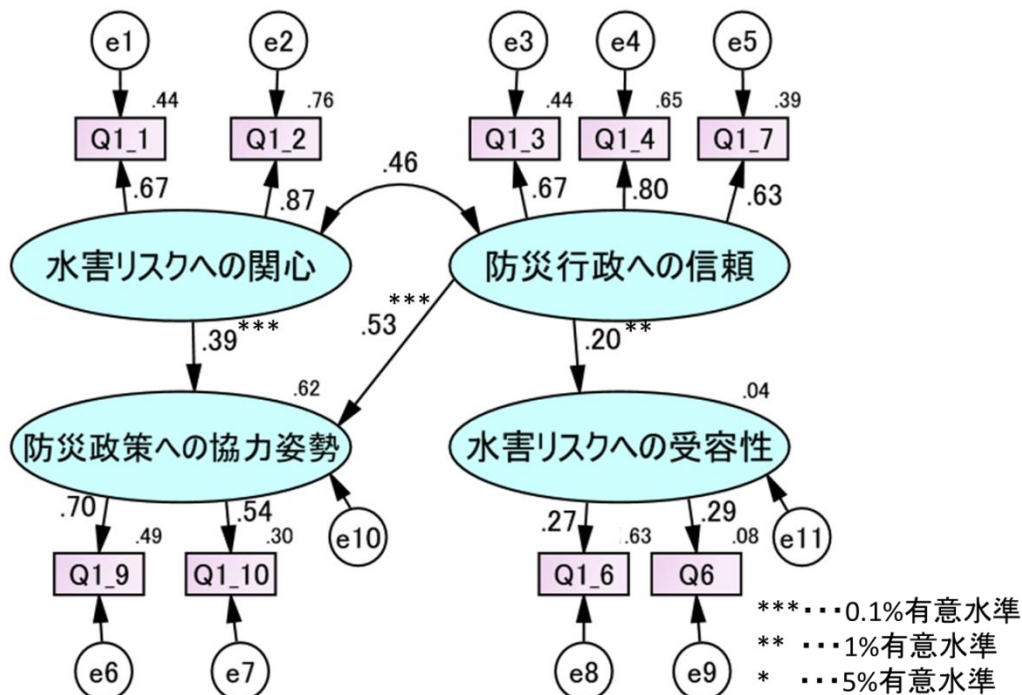 e1 e2 e3 e4 e5
.44 .76 .44 .65 .39
Q1_1 Q1_2 Q1_3 Q1_4 Q1_7
.67 .87 .46 .67 .80 .63
水害リスクへの関心 防災行政への信頼
.39*** .53*** .20**
.62 .04
防災政策への協力姿勢 水害リスクへの受容性
.70 .54 .27 .29
.49 .30 e10 .63 .08 e11
Q1_9 Q1_10 Q1_6 Q6
***・・・0.1%有意水準
** ・・・1%有意水準
* ・・・5%有意水準
e6 e7 e8 e9